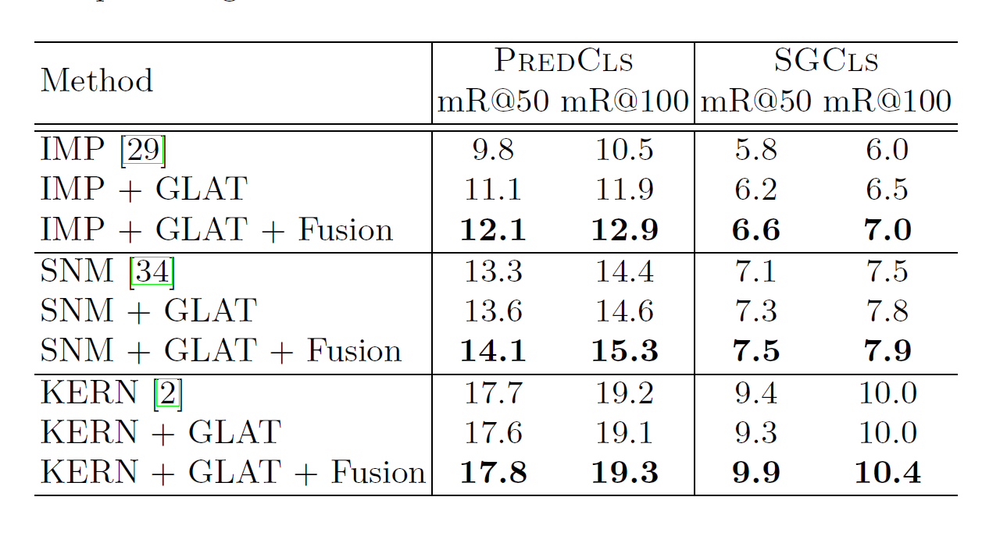 Method PredCls SGCls
mR@50 mR@100 mR@50 mR@100
IMP [29] 9.8 10.5 5.8 6.0
IMP + GLAT 11.1 11.9 6.2 6.5
IMP + GLAT + Fusion 12.1 12.9 6.6 7.0
SNM [34] 13.3 14.4 7.1 7.5
SNM + GLAT 13.6 14.6 7.3 7.8
SNM + GLAT + Fusion 14.1 15.3 7.5 7.9
KERN [2] 17.7 19.2 9.4 10.0
KERN + GLAT 17.6 19.1 9.3 10.0
KERN + GLAT + Fusion 17.8 19.3 9.9 10.4